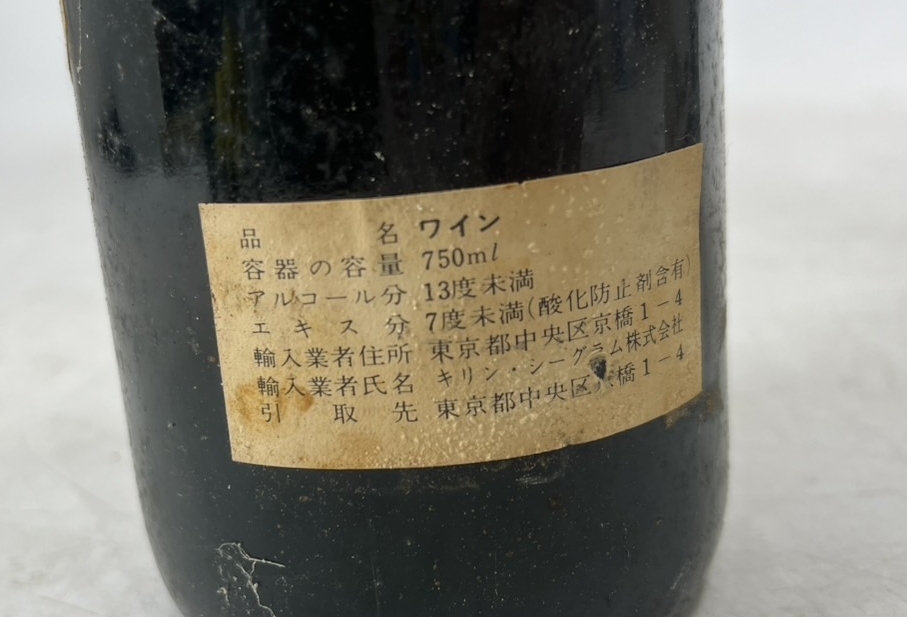 品名 ワイン
容器の容量 750ml
アルコール分 13度未満
エキス分 7度未満(酸化防止剤含有)
輸入業者住所 東京都中央区京橋1-4
輸入業者氏名 キリン・シーグラム株式会社
引取先 東京都中央区京橋1-4